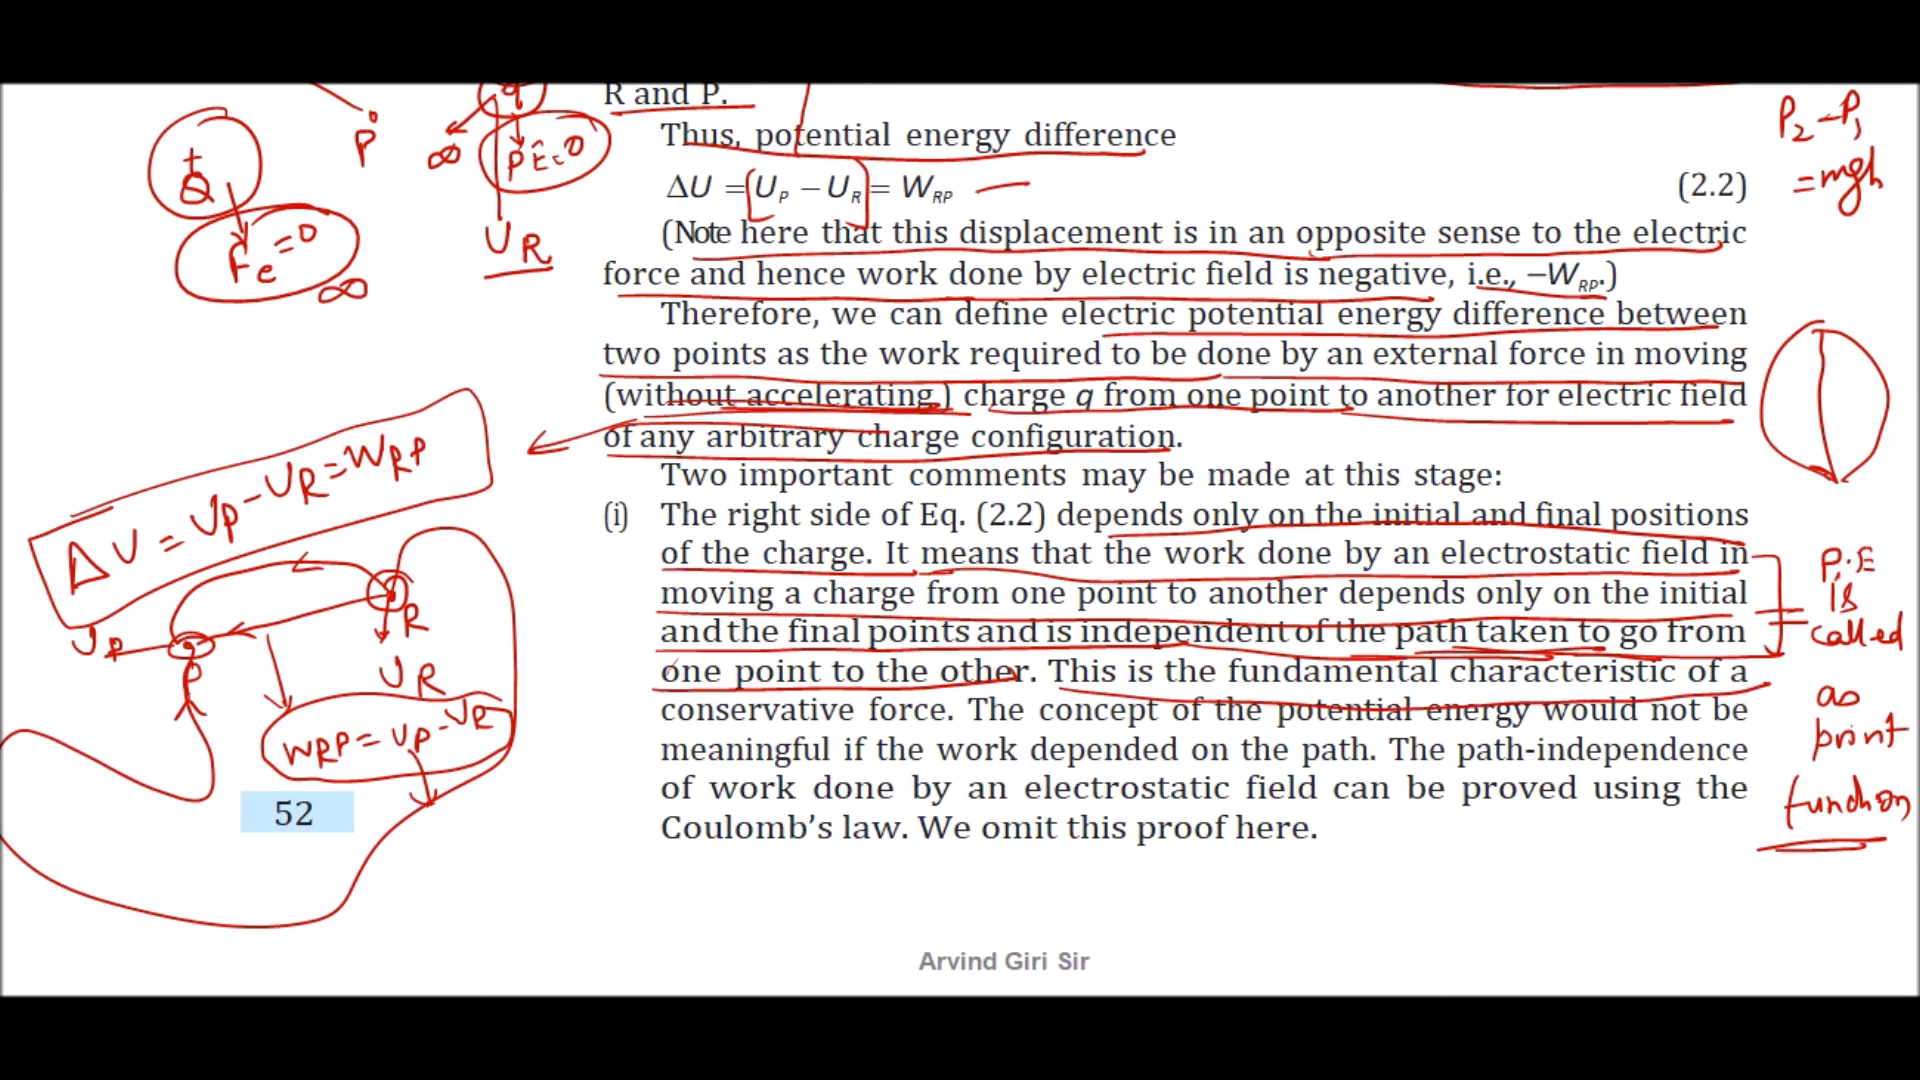 R and P.
Thus, potential energy difference
ΔU = U_P − U_R = W_RP (2.2)
(Note here that this displacement is in an opposite sense to the electric
force and hence work done by electric field is negative, i.e., −W_RP.)
Therefore, we can define electric potential energy difference between
two points as the work required to be done by an external force in moving
(without accelerating) charge q from one point to another for electric field
of any arbitrary charge configuration.
Two important comments may be made at this stage:
(i) The right side of Eq. (2.2) depends only on the initial and final positions
of the charge. It means that the work done by an electrostatic field in
moving a charge from one point to another depends only on the initial
and the final points and is independent of the path taken to go from
one point to the other. This is the fundamental characteristic of a
conservative force. The concept of the potential energy would not be
meaningful if the work depended on the path. The path-independence
of work done by an electrostatic field can be proved using the
Coulomb's law. We omit this proof here.
52
Arvind Giri Sir
+
Q
Fe = 0
∞
P
q
∞
PE = 0
U_R
ΔU = U_P − U_R = W_RP
U_P
P
R
U_R
W_RP = U_P − U_R
P₂ − P₁
= mgh
P.E
is
called
as
point
function